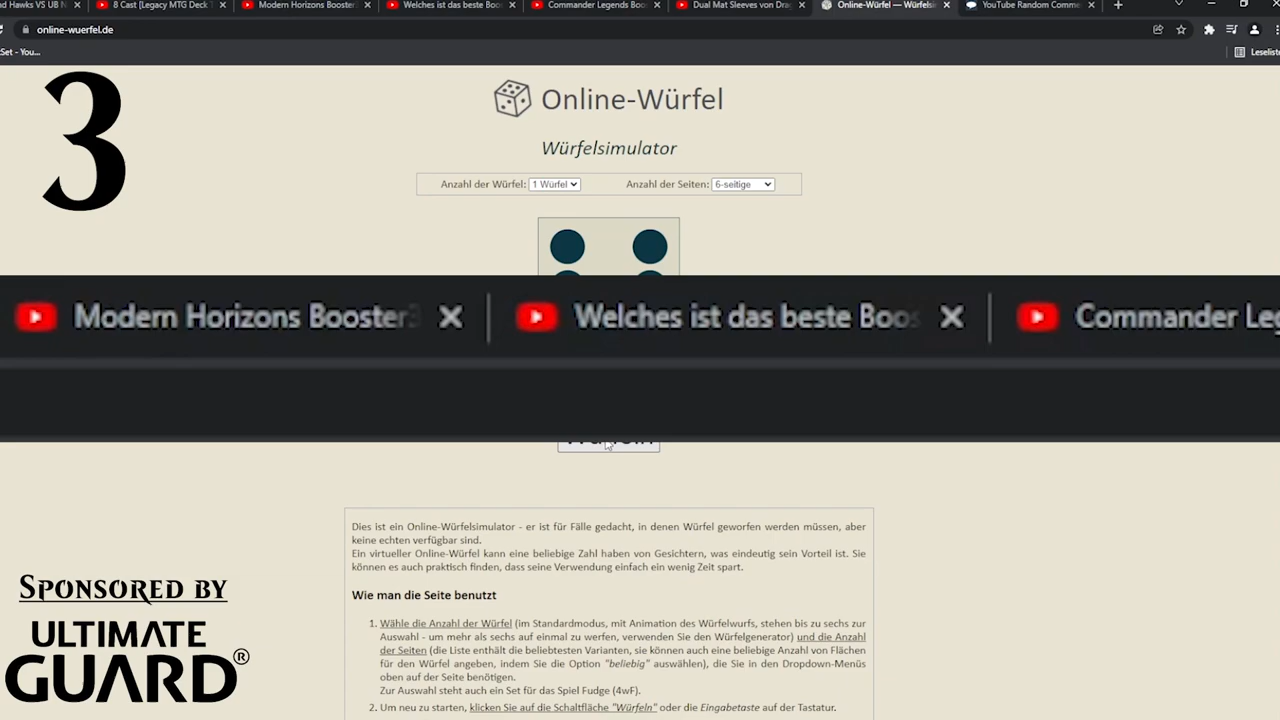 nd Hawks VS UB N
8 Cast (Legacy MTG Deck T
Modern Horizons Booster
Welches ist das beste Boos
Commander Legends Boo
Dual Mat Sleeves von Drag
Online-Würfel — Würfelsi
YouTube Random Comme
online-wuerfel.de
Set - You...
Leseliste
3
Online-Würfel
Würfelsimulator
Anzahl der Würfel: 1 Würfel
Anzahl der Seiten: 6-seitige
Modern Horizons Booster
Welches ist das beste Boos
Commander Leg
Würfeln
Dies ist ein Online-Würfelsimulator - er ist für Fälle gedacht, in denen Würfel geworfen werden müssen, aber
keine echten verfügbar sind.
Ein virtueller Online-Würfel kann eine beliebige Zahl haben von Gesichtern, was eindeutig sein Vorteil ist. Sie
können es auch praktisch finden, dass seine Verwendung einfach ein wenig Zeit spart.
Wie man die Seite benutzt
1. Wähle die Anzahl der Würfel (im Standardmodus, mit Animation des Würfelwurfs, stehen bis zu sechs zur
Auswahl - um mehr als sechs auf einmal zu werfen, verwenden Sie den Würfelgenerator) und die Anzahl
der Seiten (die Liste enthält die beliebtesten Varianten, sie können auch eine beliebige Anzahl von Flächen
für den Würfel angeben, indem Sie die Option "beliebig" auswählen), die Sie in den Dropdown-Menüs
oben auf der Seite benötigen.
Zur Auswahl steht auch ein Set für das Spiel Fudge (4wF).
2. Um neu zu starten, klicken Sie auf die Schaltfläche "Würfeln" oder die Eingabetaste auf der Tastatur.
SPONSORED BY
ULTIMATE
GUARD®